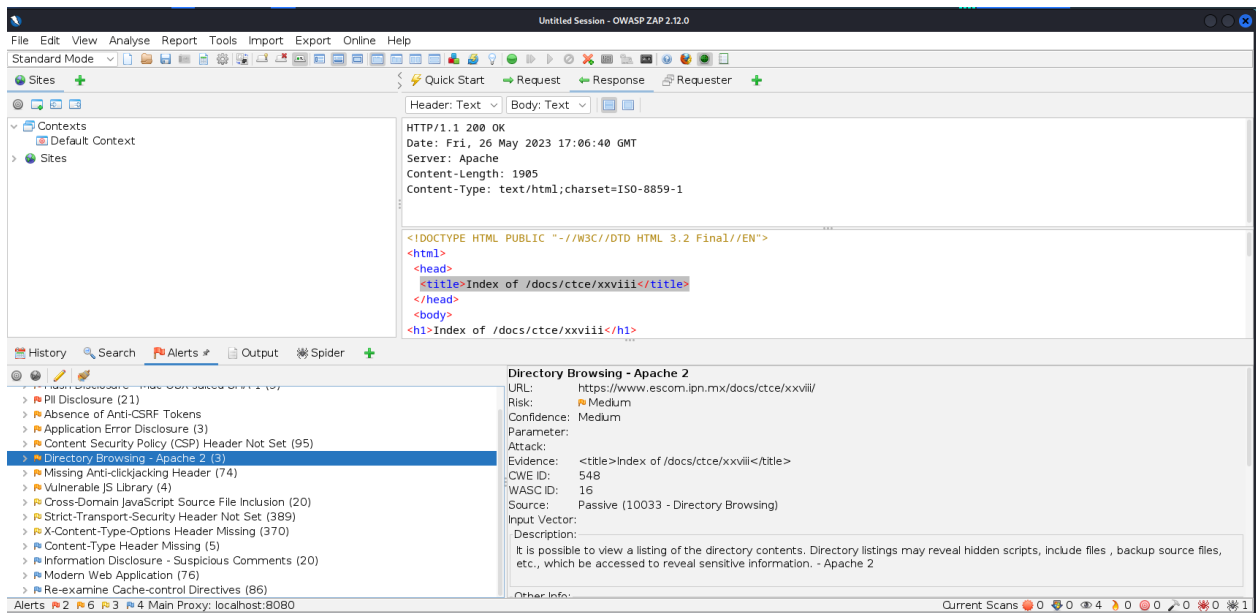 Untitled Session - OWASP ZAP 2.12.0
File Edit View Analyse Report Tools Import Export Online Help
Standard Mode
Sites
Quick Start Request Response Requester
Header: Text Body: Text
Contexts
Default Context
Sites
HTTP/1.1 200 OK
Date: Fri, 26 May 2023 17:06:40 GMT
Server: Apache
Content-Length: 1905
Content-Type: text/html;charset=ISO-8859-1
<!DOCTYPE HTML PUBLIC "-//W3C//DTD HTML 3.2 Final//EN">
<html>
<head>
<title>Index of /docs/ctce/xxviii</title>
</head>
<body>
<h1>Index of /docs/ctce/xxviii</h1>
History Search Alerts Output Spider
PII Disclosure (21)
Absence of Anti-CSRF Tokens
Application Error Disclosure (3)
Content Security Policy (CSP) Header Not Set (95)
Directory Browsing - Apache 2 (3)
Missing Anti-clickjacking Header (74)
Vulnerable JS Library (4)
Cross-Domain JavaScript Source File Inclusion (20)
Strict-Transport-Security Header Not Set (389)
X-Content-Type-Options Header Missing (370)
Content-Type Header Missing (5)
Information Disclosure - Suspicious Comments (20)
Modern Web Application (76)
Re-examine Cache-control Directives (86)
Directory Browsing - Apache 2
URL: https://www.escom.ipn.mx/docs/ctce/xxviii/
Risk: Medium
Confidence: Medium
Parameter:
Attack:
Evidence: <title>Index of /docs/ctce/xxviii</title>
CWE ID: 548
WASC ID: 16
Source: Passive (10033 - Directory Browsing)
Input Vector:
Description:
It is possible to view a listing of the directory contents. Directory listings may reveal hidden scripts, include files , backup source files,
etc., which be accessed to reveal sensitive information. - Apache 2
Other Info:
Alerts 2 6 3 4 Main Proxy: localhost:8080
Current Scans 0 0 4 0 0 0 0 1